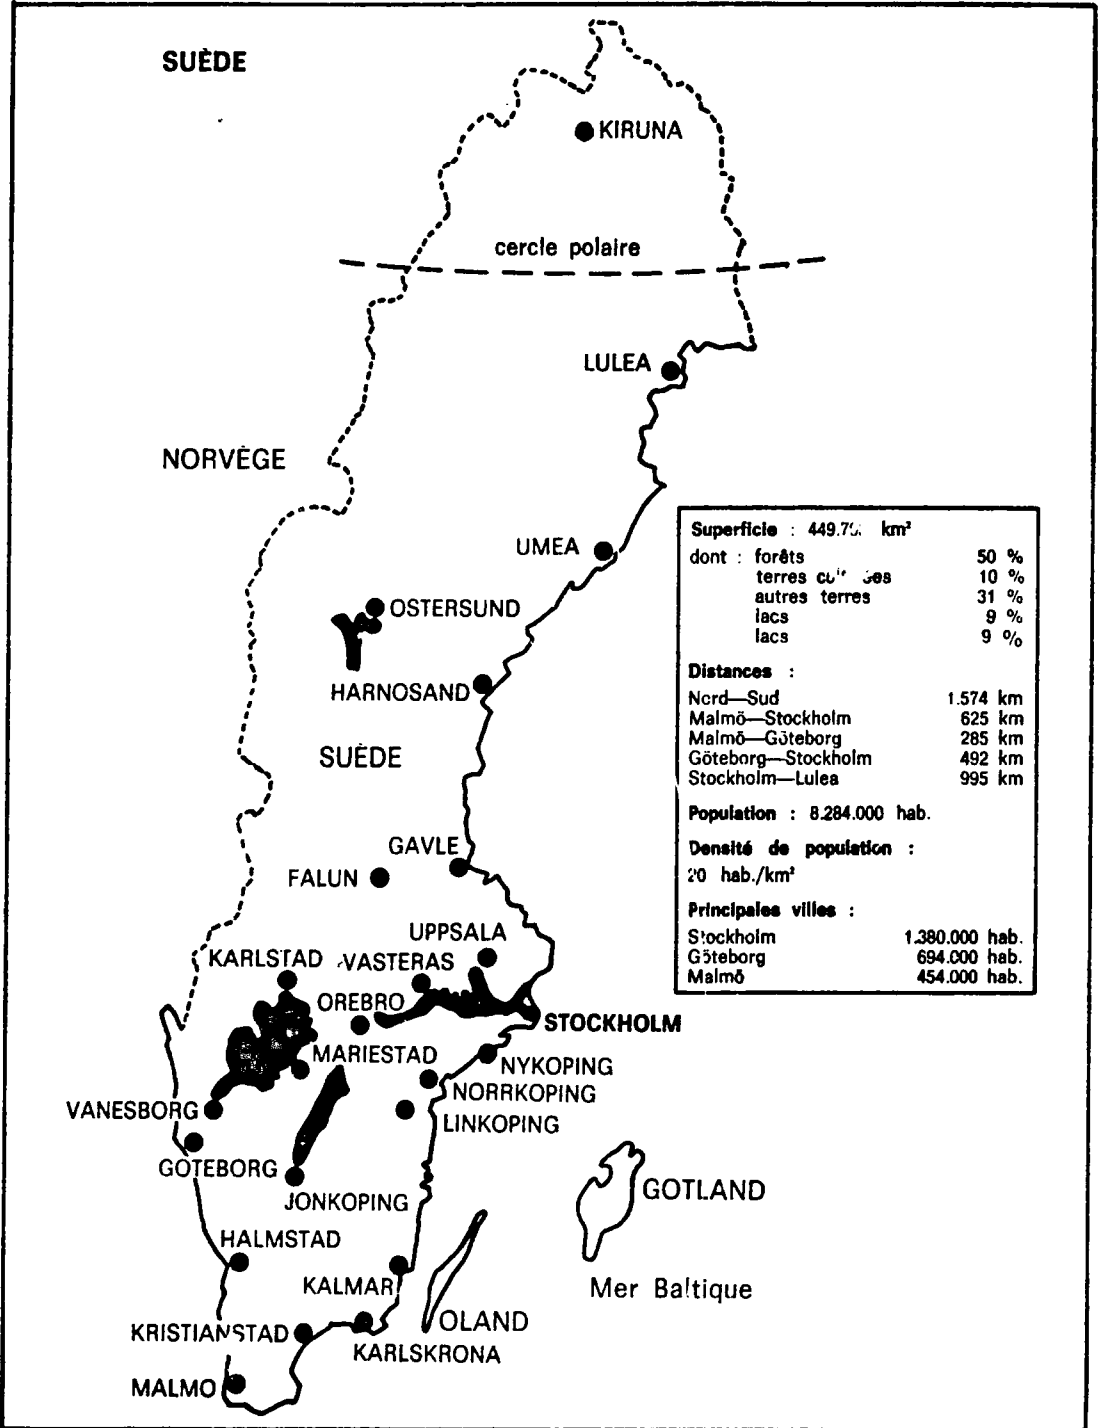 SUÈDE
KIRUNA
cercle polaire
LULEA
NORVÈGE
UMEA
OSTERSUND
HARNOSAND
SUÈDE
GAVLE
FALUN
UPPSALA
KARLSTAD
VASTERAS
OREBRO
STOCKHOLM
MARIESTAD
NYKOPING
NORRKOPING
VANESBORG
LINKOPING
GOTEBORG
JONKOPING
GOTLAND
HALMSTAD
KALMAR
Mer Baltique
OLAND
KRISTIANSTAD
KARLSKRONA
MALMO
Superficie : km²
dont : forêts 50 %
terres 10 %
autres terres 31 %
lacs 9 %
lacs 9 %
Distances :
Nord—Sud 1.574 km
Malmö—Stockholm 625 km
Malmö—Göteborg 285 km
Göteborg—Stockholm 492 km
Stockholm—Lulea 995 km
Population : 8.284.000 hab.
Densité de population :
20 hab./km²
Principales villes :
Stockholm 1.380.000 hab.
Göteborg 694.000 hab.
Malmö 454.000 hab.